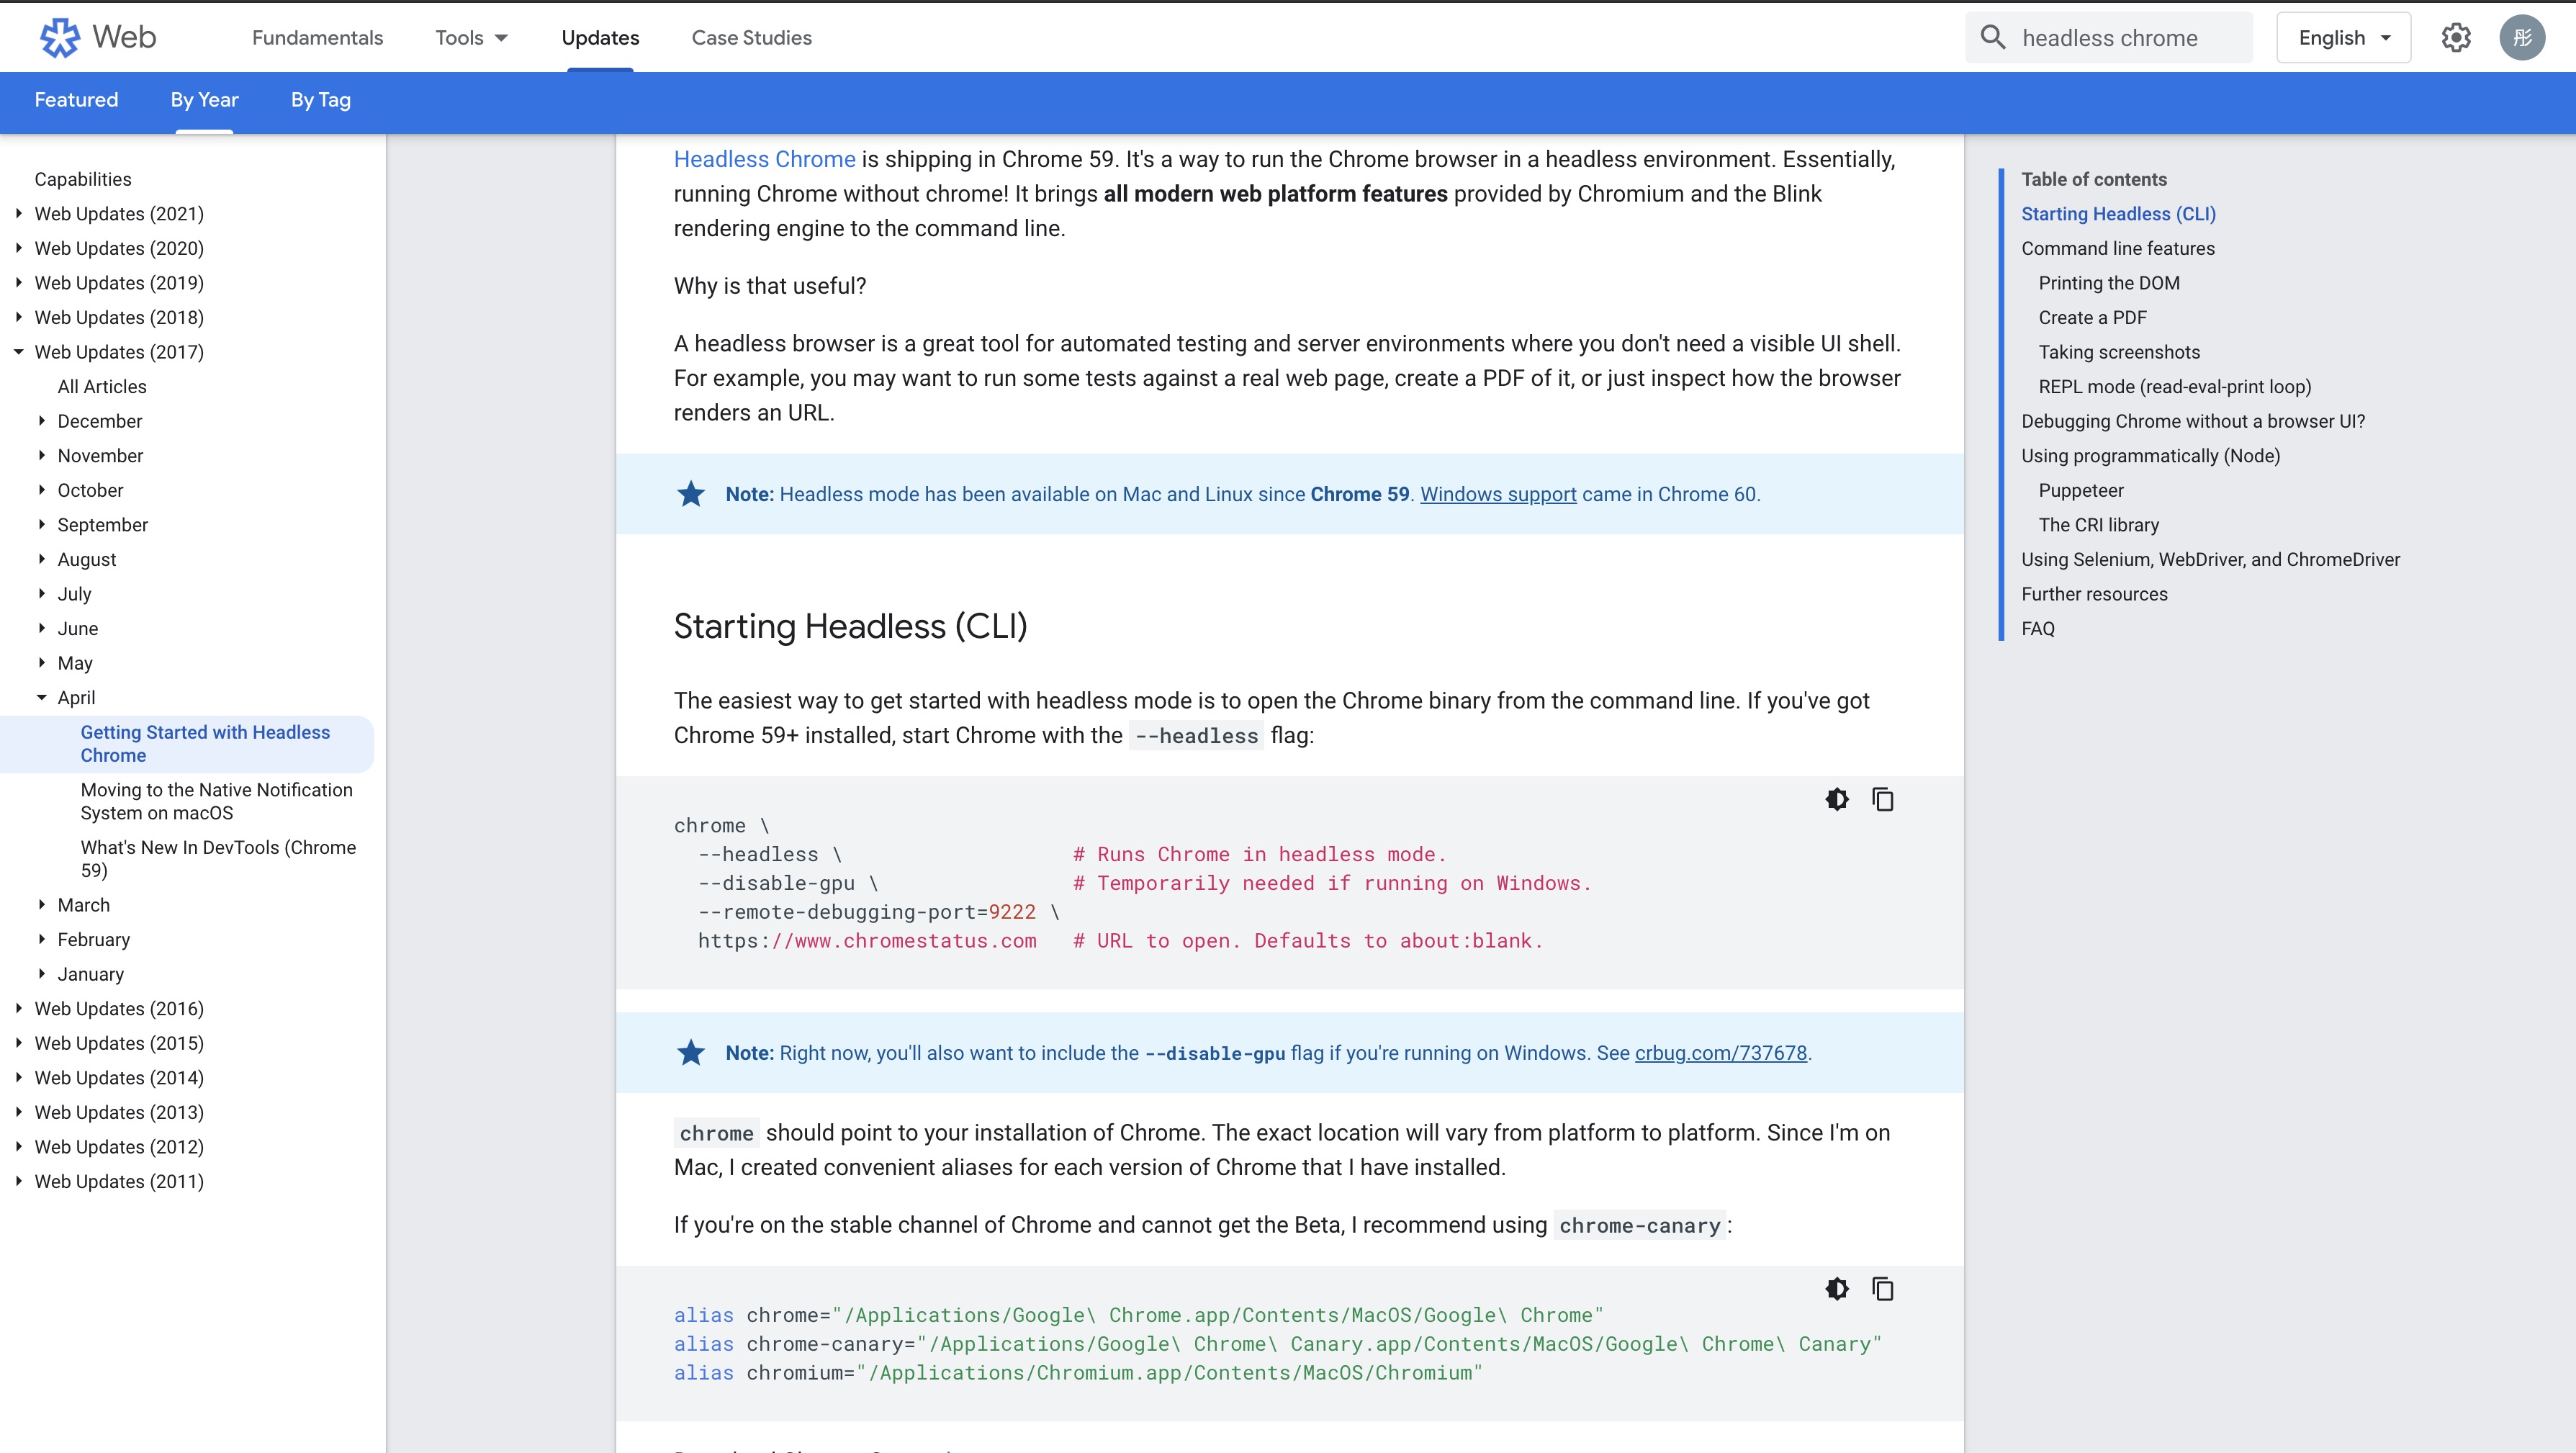 Web
Fundamentals
Tools
Updates
Case Studies
headless chrome
English
彤
Featured
By Year
By Tag
Capabilities
Web Updates (2021)
Web Updates (2020)
Web Updates (2019)
Web Updates (2018)
Web Updates (2017)
All Articles
December
November
October
September
August
July
June
May
April
Getting Started with Headless
Chrome
Moving to the Native Notification
System on macOS
What's New In DevTools (Chrome
59)
March
February
January
Web Updates (2016)
Web Updates (2015)
Web Updates (2014)
Web Updates (2013)
Web Updates (2012)
Web Updates (2011)
Headless Chrome is shipping in Chrome 59. It's a way to run the Chrome browser in a headless environment. Essentially,
running Chrome without chrome! It brings all modern web platform features provided by Chromium and the Blink
rendering engine to the command line.
Why is that useful?
A headless browser is a great tool for automated testing and server environments where you don't need a visible UI shell.
For example, you may want to run some tests against a real web page, create a PDF of it, or just inspect how the browser
renders an URL.
Note: Headless mode has been available on Mac and Linux since Chrome 59. Windows support came in Chrome 60.
Starting Headless (CLI)
The easiest way to get started with headless mode is to open the Chrome binary from the command line. If you've got
Chrome 59+ installed, start Chrome with the --headless flag:
chrome \
--headless \ # Runs Chrome in headless mode.
--disable-gpu \ # Temporarily needed if running on Windows.
--remote-debugging-port=9222 \
https://www.chromestatus.com # URL to open. Defaults to about:blank.
Note: Right now, you'll also want to include the --disable-gpu flag if you're running on Windows. See crbug.com/737678.
chrome should point to your installation of Chrome. The exact location will vary from platform to platform. Since I'm on
Mac, I created convenient aliases for each version of Chrome that I have installed.
If you're on the stable channel of Chrome and cannot get the Beta, I recommend using chrome-canary:
alias chrome="/Applications/Google\ Chrome.app/Contents/MacOS/Google\ Chrome"
alias chrome-canary="/Applications/Google\ Chrome\ Canary.app/Contents/MacOS/Google\ Chrome\ Canary"
alias chromium="/Applications/Chromium.app/Contents/MacOS/Chromium"
Table of contents
Starting Headless (CLI)
Command line features
Printing the DOM
Create a PDF
Taking screenshots
REPL mode (read-eval-print loop)
Debugging Chrome without a browser UI?
Using programmatically (Node)
Puppeteer
The CRI library
Using Selenium, WebDriver, and ChromeDriver
Further resources
FAQ